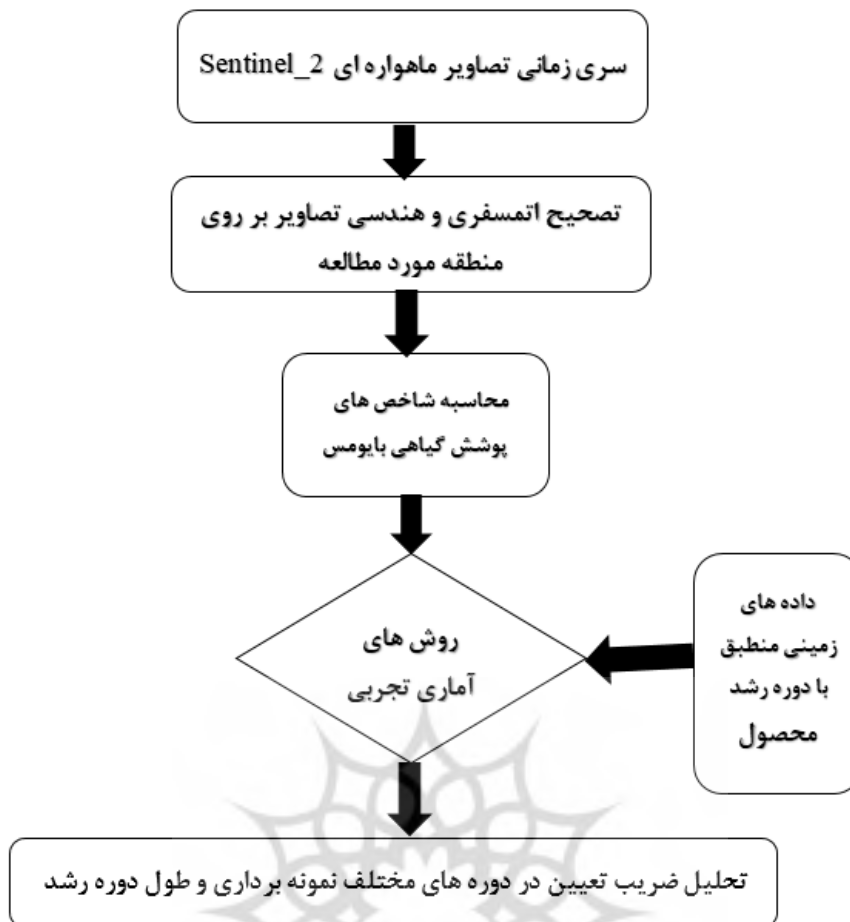 سری زمانی تصاویر ماهواره ای Sentinel_2
تصحیح اتمسفری و هندسی تصاویر بر روی
منطقه مورد مطالعه
محاسبه شاخص های
پوشش گیاهی بایومس
روش های
آماری تجربی
داده های
زمینی منطبق
با دوره رشد
محصول
تحلیل ضریب تعیین در دوره های مختلف نمونه برداری و طول دوره رشد